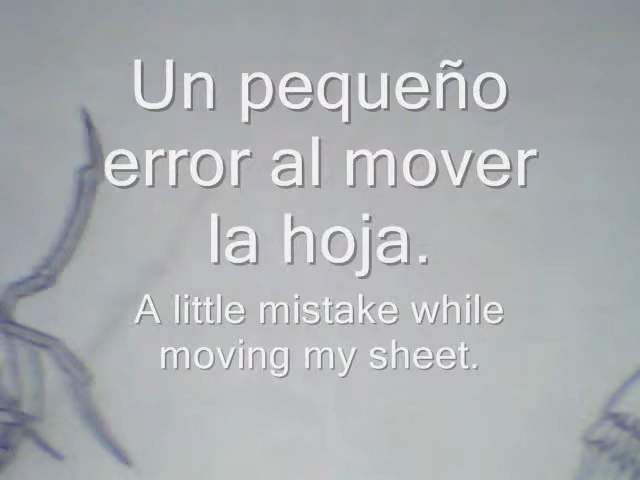 Un pequeño
error al mover
la hoja.
A little mistake while
moving my sheet.